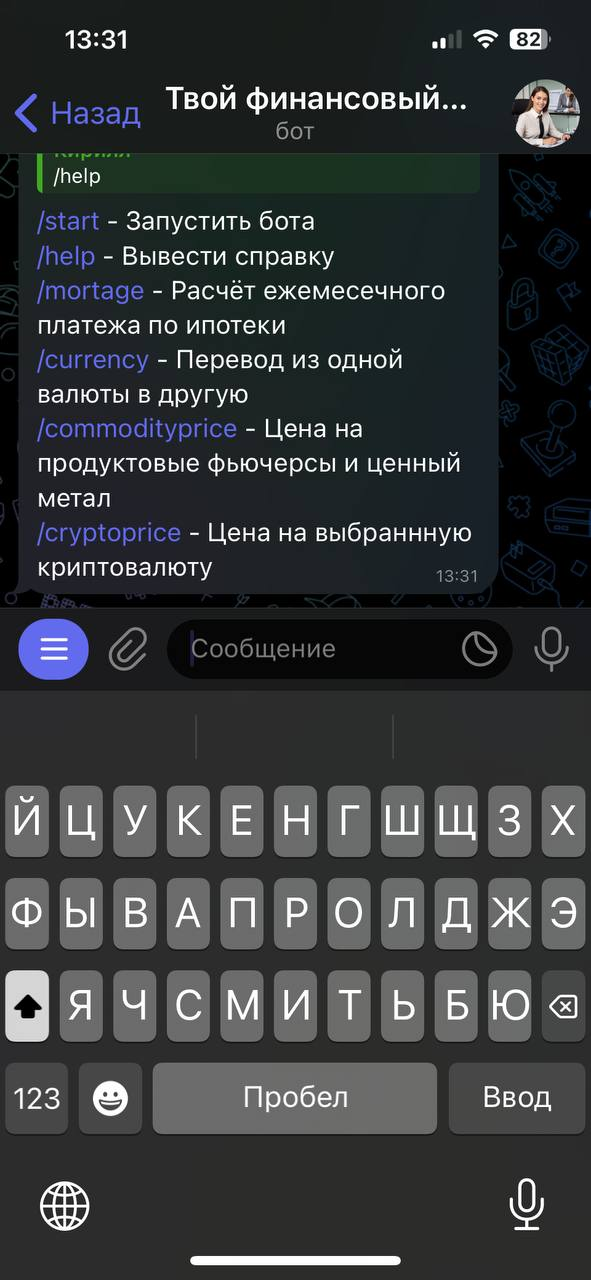 13:31
82
Назад
Твой финансовый...
бот
Кирилл
/help
/start - Запустить бота
/help - Вывести справку
/mortage - Расчёт ежемесечного
платежа по ипотеки
/currency - Перевод из одной
валюты в другую
/commodityprice - Цена на
продуктовые фьючерсы и ценный
метал
/cryptoprice - Цена на выбраннную
криптовалюту
13:31
Сообщение
Й Ц У К Е Н Г Ш Щ З Х
Ф Ы В А П Р О Л Д Ж Э
Я Ч С М И Т Ь Б Ю
123 Пробел Ввод